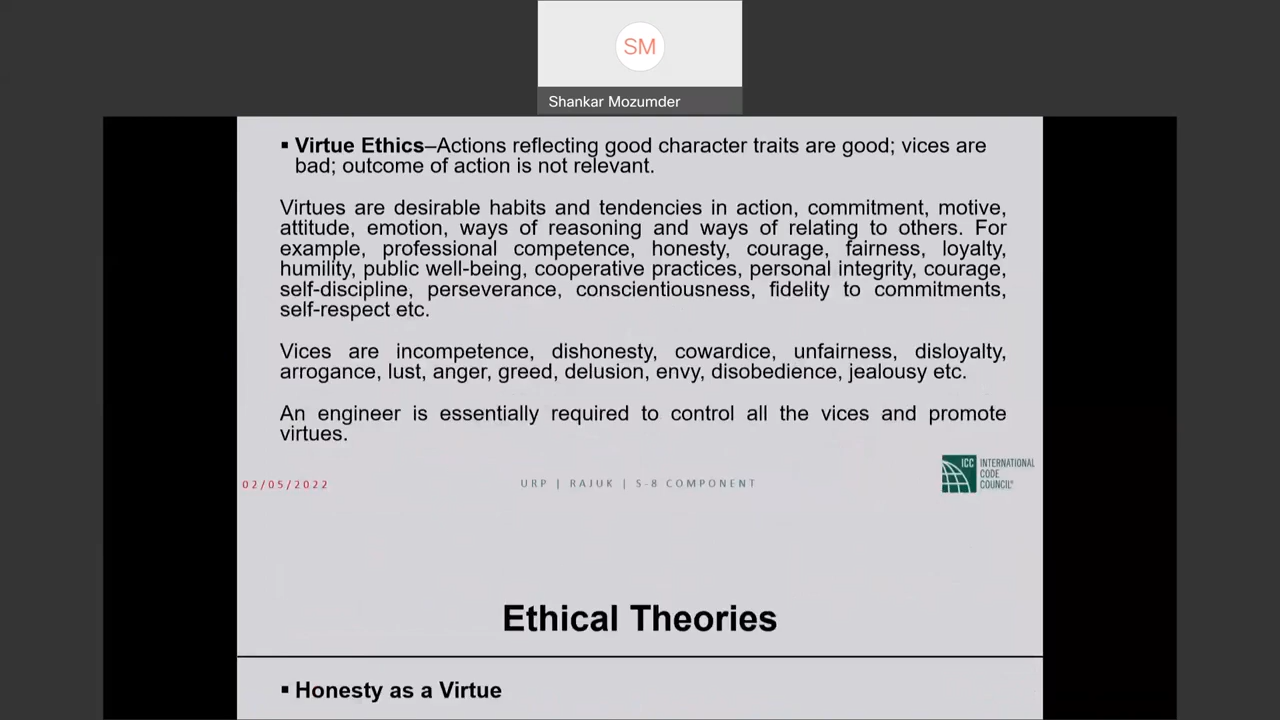 SM
Shankar Mozumder
▪ Virtue Ethics–Actions reflecting good character traits are good; vices are
bad; outcome of action is not relevant.
Virtues are desirable habits and tendencies in action, commitment, motive,
attitude, emotion, ways of reasoning and ways of relating to others. For
example, professional competence, honesty, courage, fairness, loyalty,
humility, public well-being, cooperative practices, personal integrity, courage,
self-discipline, perseverance, conscientiousness, fidelity to commitments,
self-respect etc.
Vices are incompetence, dishonesty, cowardice, unfairness, disloyalty,
arrogance, lust, anger, greed, delusion, envy, disobedience, jealousy etc.
An engineer is essentially required to control all the vices and promote
virtues.
02/05/2022
URP | RAJUK | S-8 COMPONENT
ICC INTERNATIONAL
CODE
COUNCIL®
Ethical Theories
▪ Honesty as a Virtue